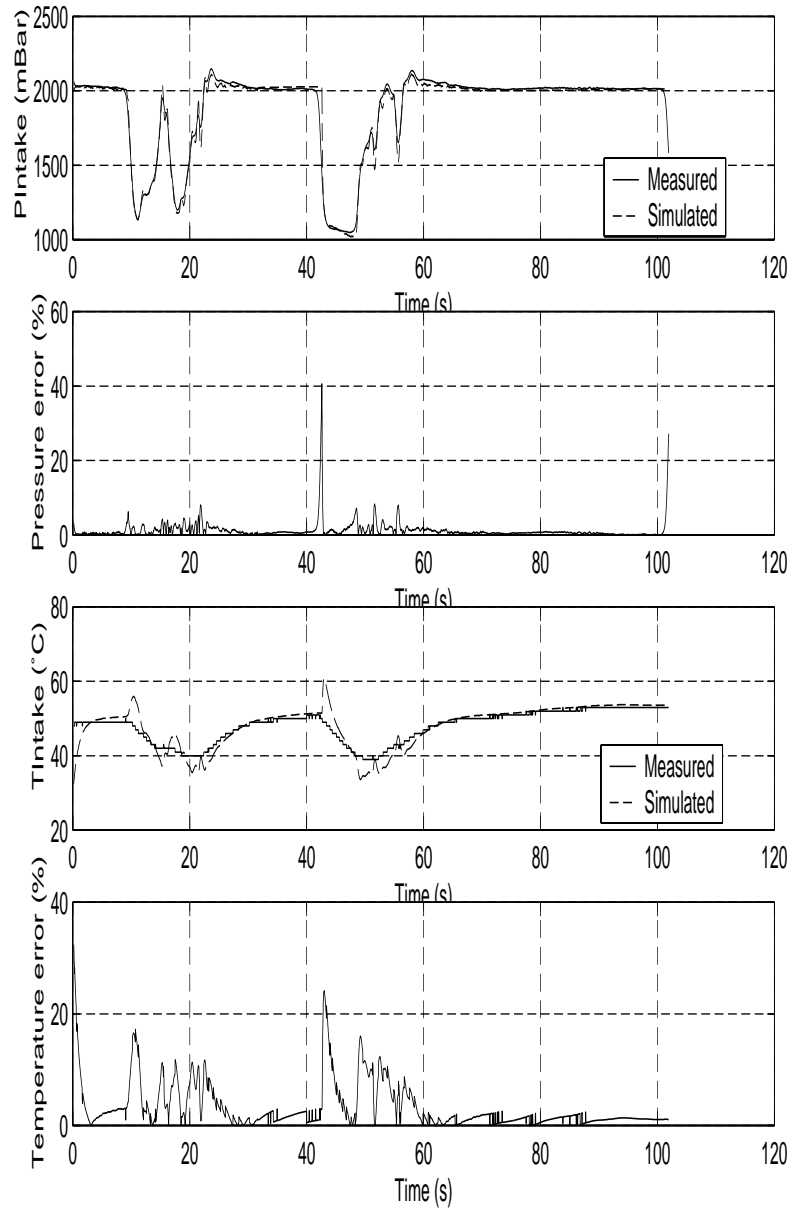 PIntake (mBar)
2500
2000
1500
1000
Measured
Simulated
0 20 40 60 80 100 120
Time (s)
Pressure error (%)
60
40
20
0
0 20 40 60 80 100 120
Time (s)
TIntake (°C)
80
60
40
20
Measured
Simulated
0 20 40 60 80 100 120
Time (s)
Temperature error (%)
40
20
0
0 20 40 60 80 100 120
Time (s)